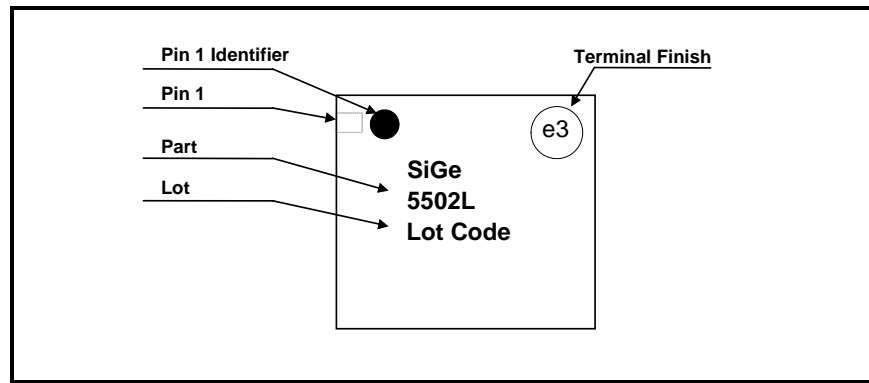 Pin 1 Identifier
Terminal Finish
Pin 1
e3
Part
SiGe
Lot
5502L
Lot Code